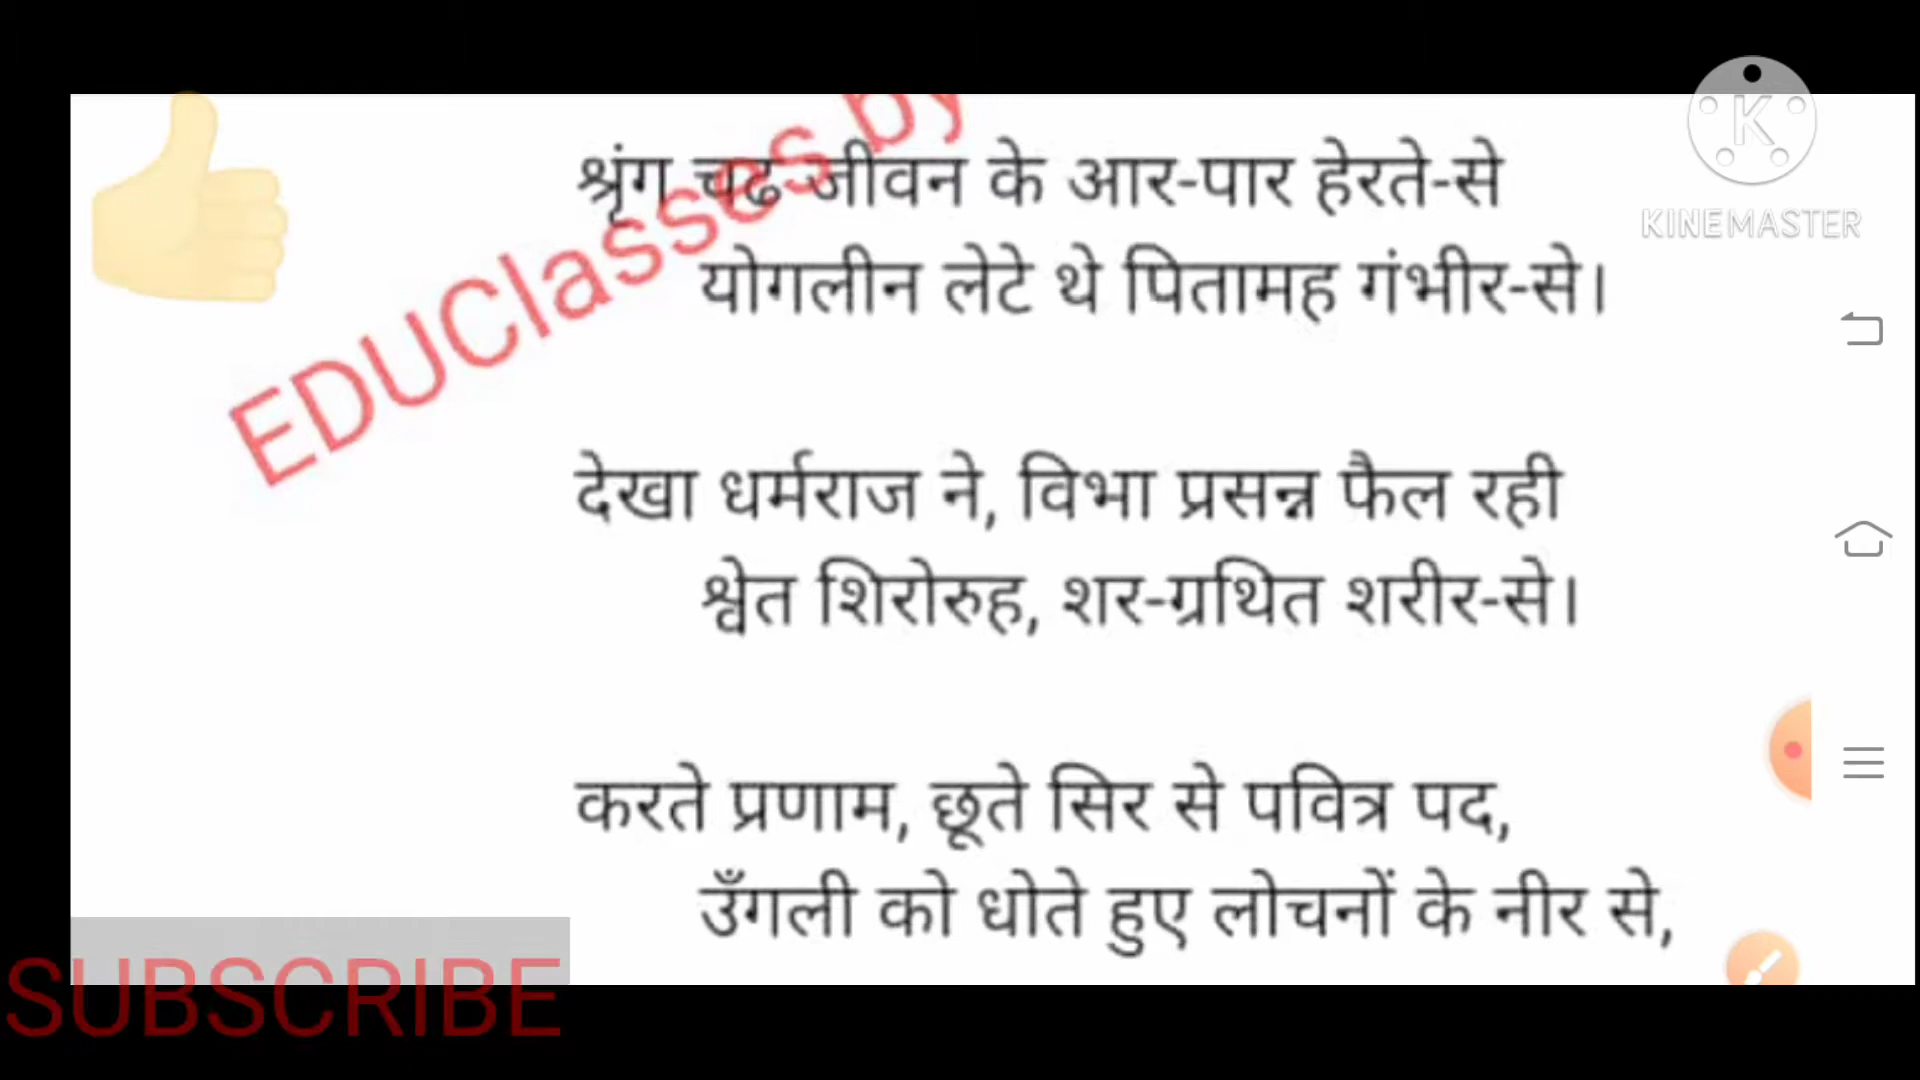 EDUClasses by
श्रृंग चढ जीवन के आर-पार हेरते-से
योगलीन लेटे थे पितामह गंभीर-से।
देखा धर्मराज ने, विभा प्रसन्न फैल रही
श्वेत शिरोरुह, शर-ग्रथित शरीर-से।
करते प्रणाम, छूते सिर से पवित्र पद,
उँगली को धोते हुए लोचनों के नीर से,
K
KINEMASTER
SUBSCRIBE